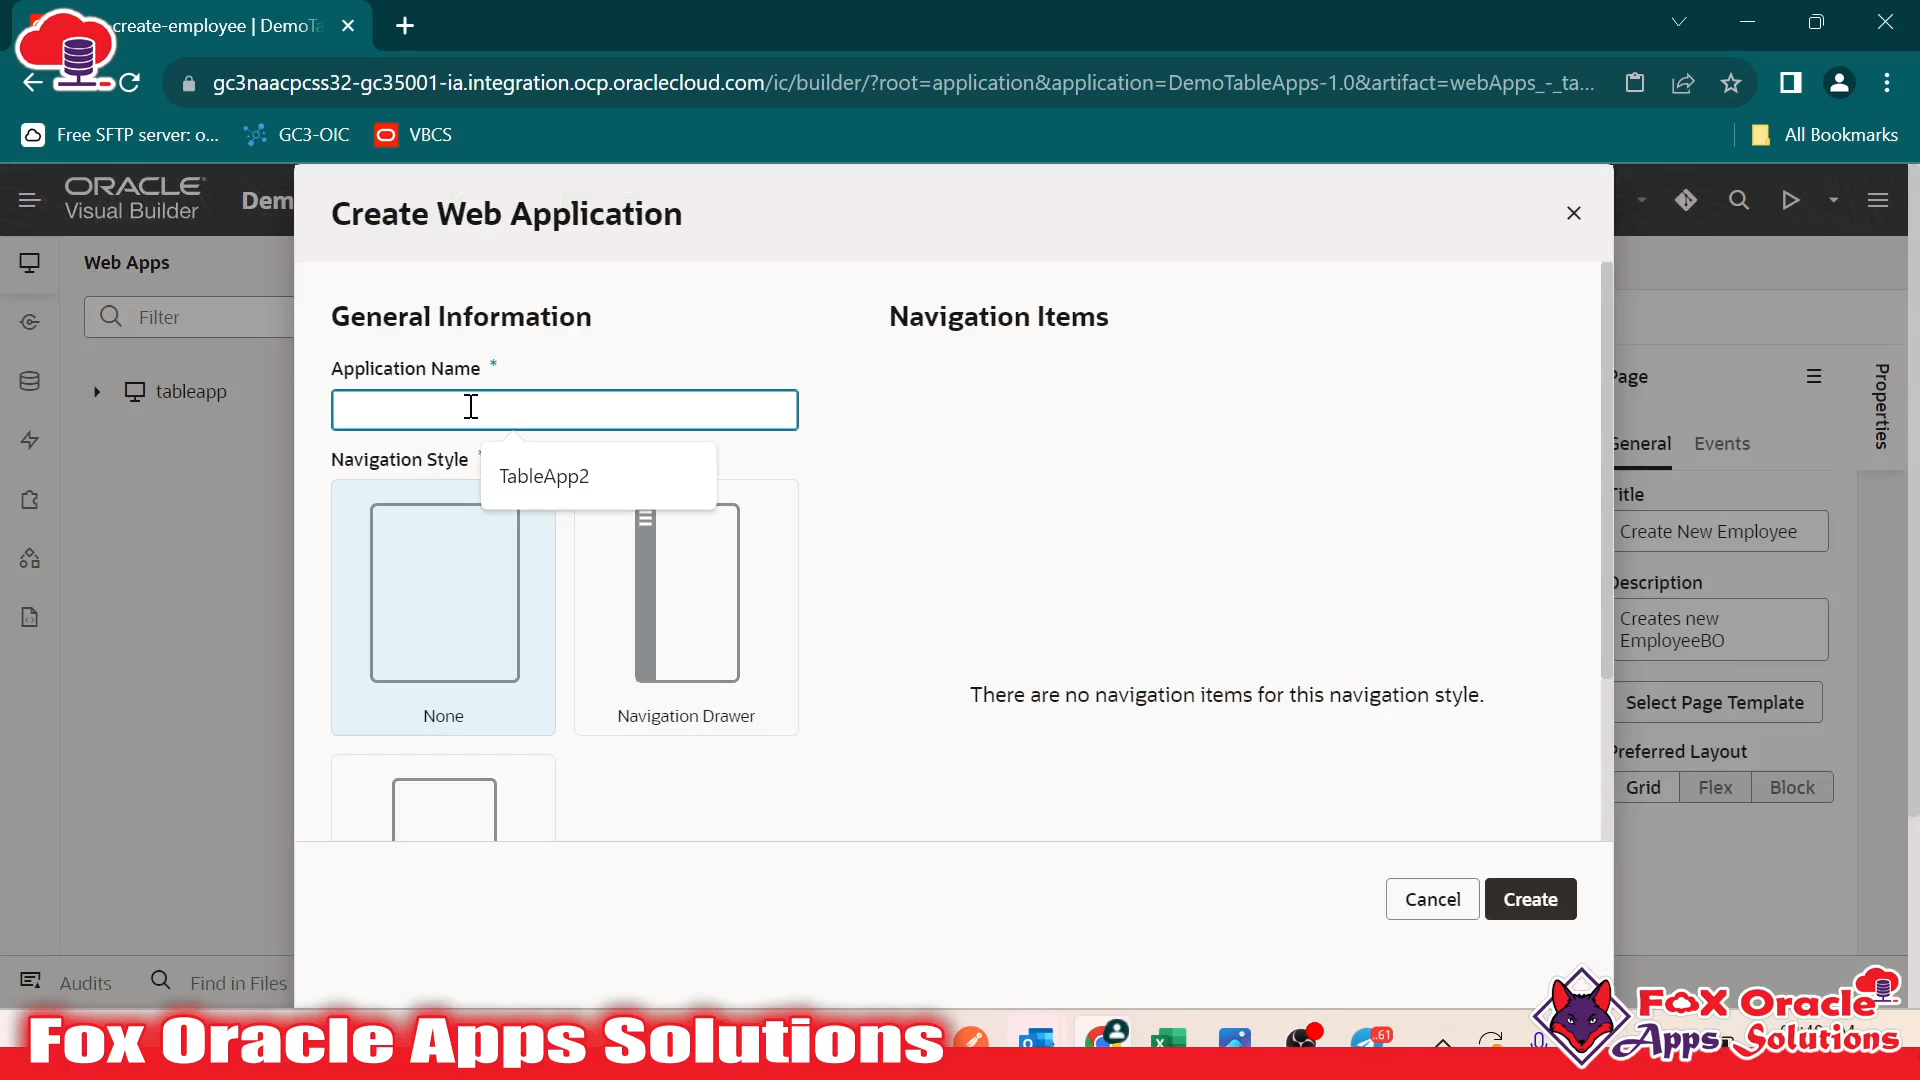 create-employee | DemoTa
gc3naacpcss32-gc35001-ia.integration.ocp.oraclecloud.com/ic/builder/?root=application&application=DemoTableApps-1.0&artifact=webApps_-_ta...
Free SFTP server: o...
GC3-OIC
VBCS
All Bookmarks
ORACLE
Visual Builder
Dem
Create Web Application
Web Apps
Filter
tableapp
General Information
Navigation Items
Application Name *
Navigation Style *
TableApp2
None
Navigation Drawer
There are no navigation items for this navigation style.
Page
Properties
General
Events
Title
Create New Employee
Description
Creates new
EmployeeBO
Select Page Template
Preferred Layout
Grid
Flex
Block
Cancel
Create
Audits
Find in Files
Fox Oracle Apps Solutions
..61
Fox Oracle
Apps Solutions